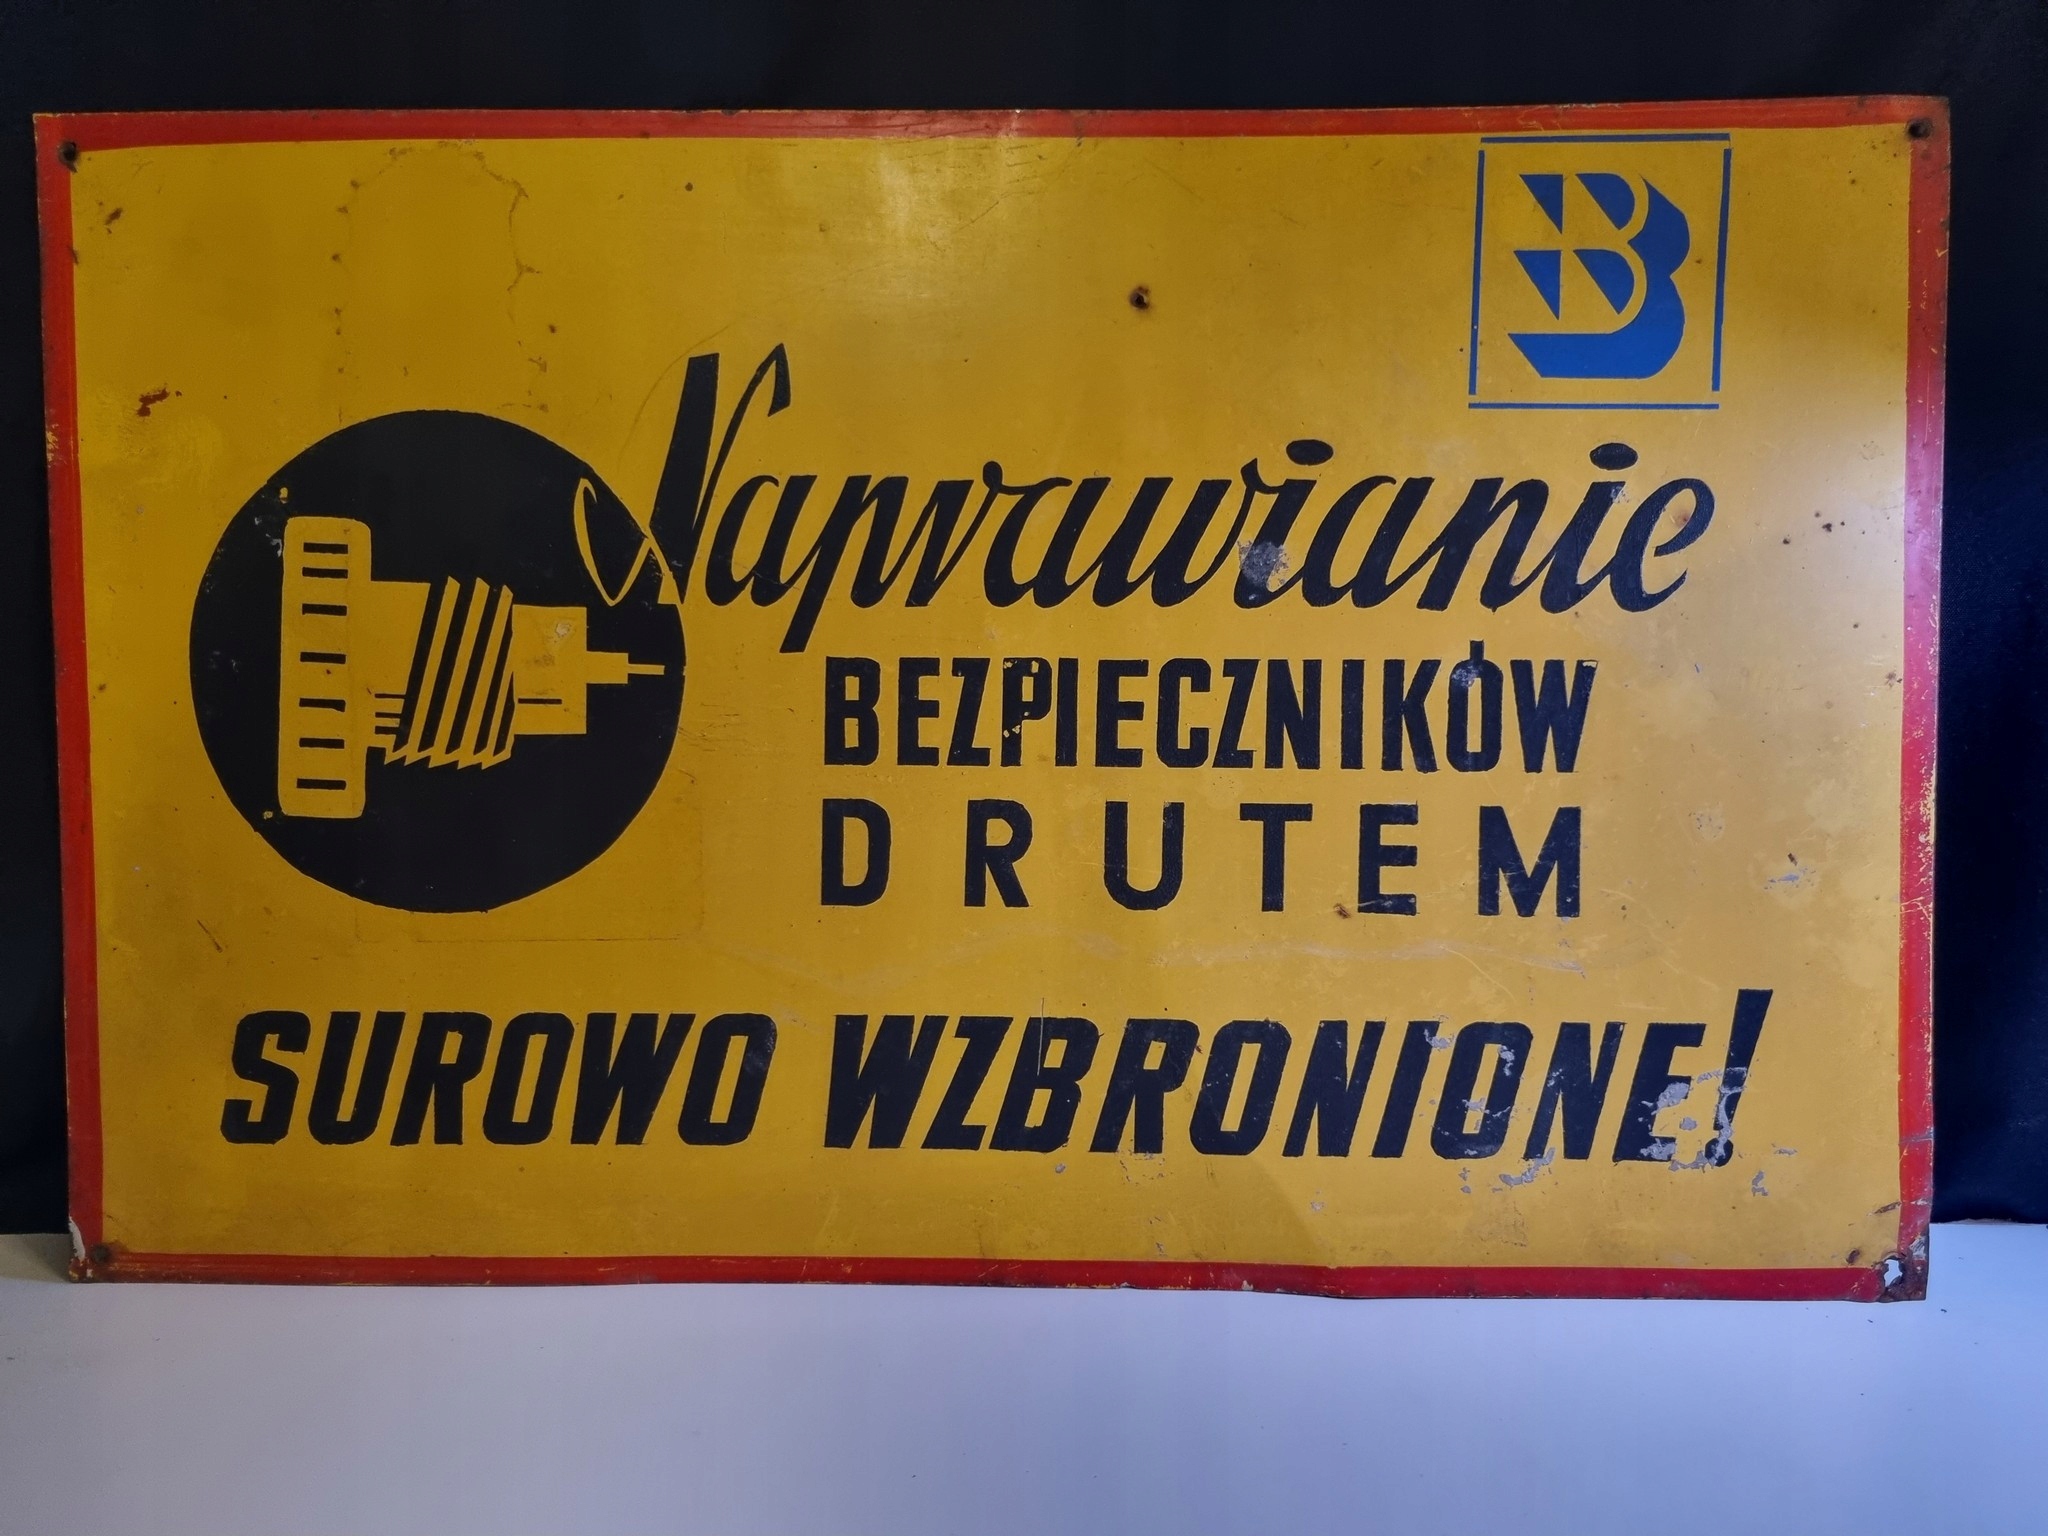 B
Naprawianie
BEZPIECZNIKÓW
DRUTEM
SUROWO WZBRONIONE!